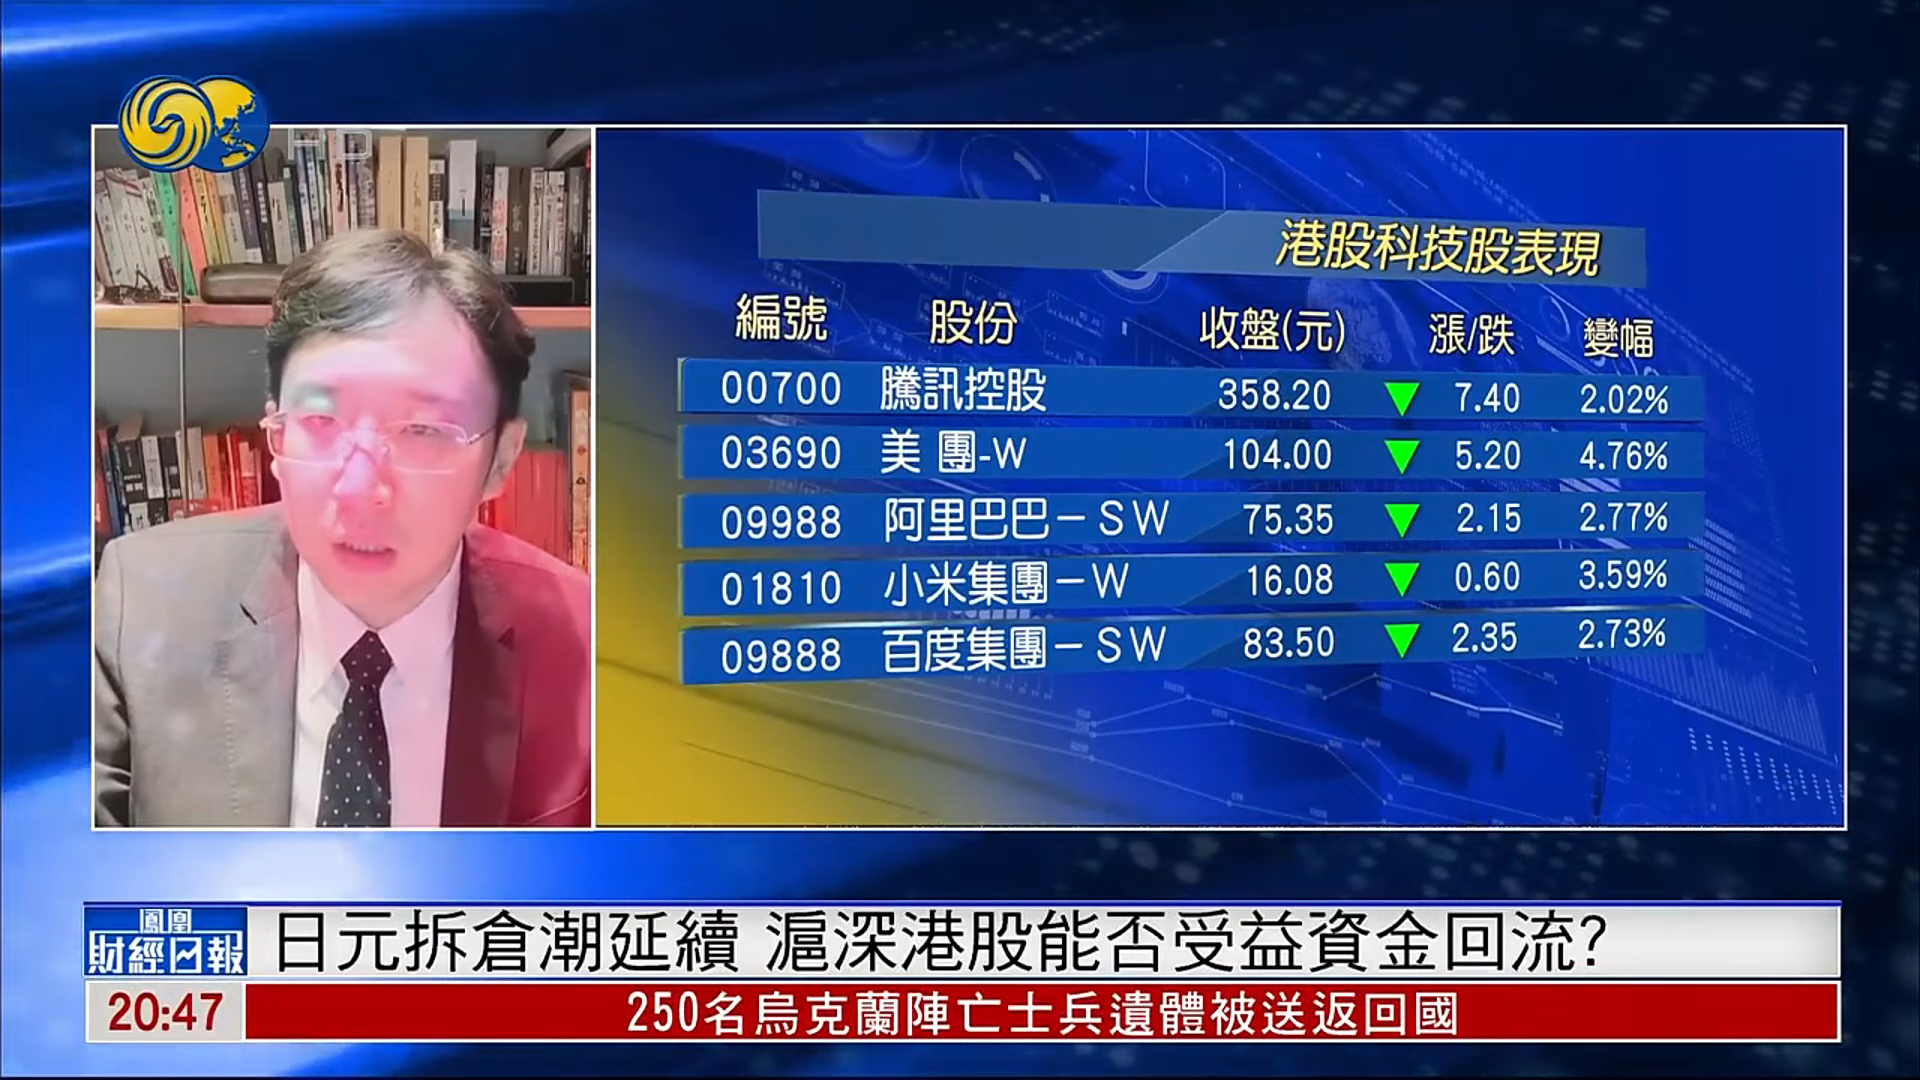 HD
港股科技股表現
編號 股份 收盤(元) 漲/跌 變幅
00700 騰訊控股 358.20 ▼ 7.40 2.02%
03690 美 團-W 104.00 ▼ 5.20 4.76%
09988 阿里巴巴－SW 75.35 ▼ 2.15 2.77%
01810 小米集團－W 16.08 ▼ 0.60 3.59%
09888 百度集團－SW 83.50 ▼ 2.35 2.73%
鳳凰
財經日報
日元拆倉潮延續 滬深港股能否受益資金回流?
20:47
250名烏克蘭陣亡士兵遺體被送返回國